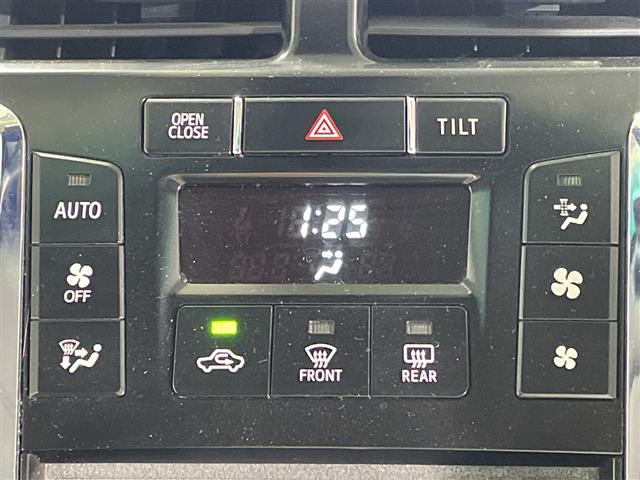 OPEN
CLOSE
TILT
AUTO
1:25
OFF
FRONT
REAR